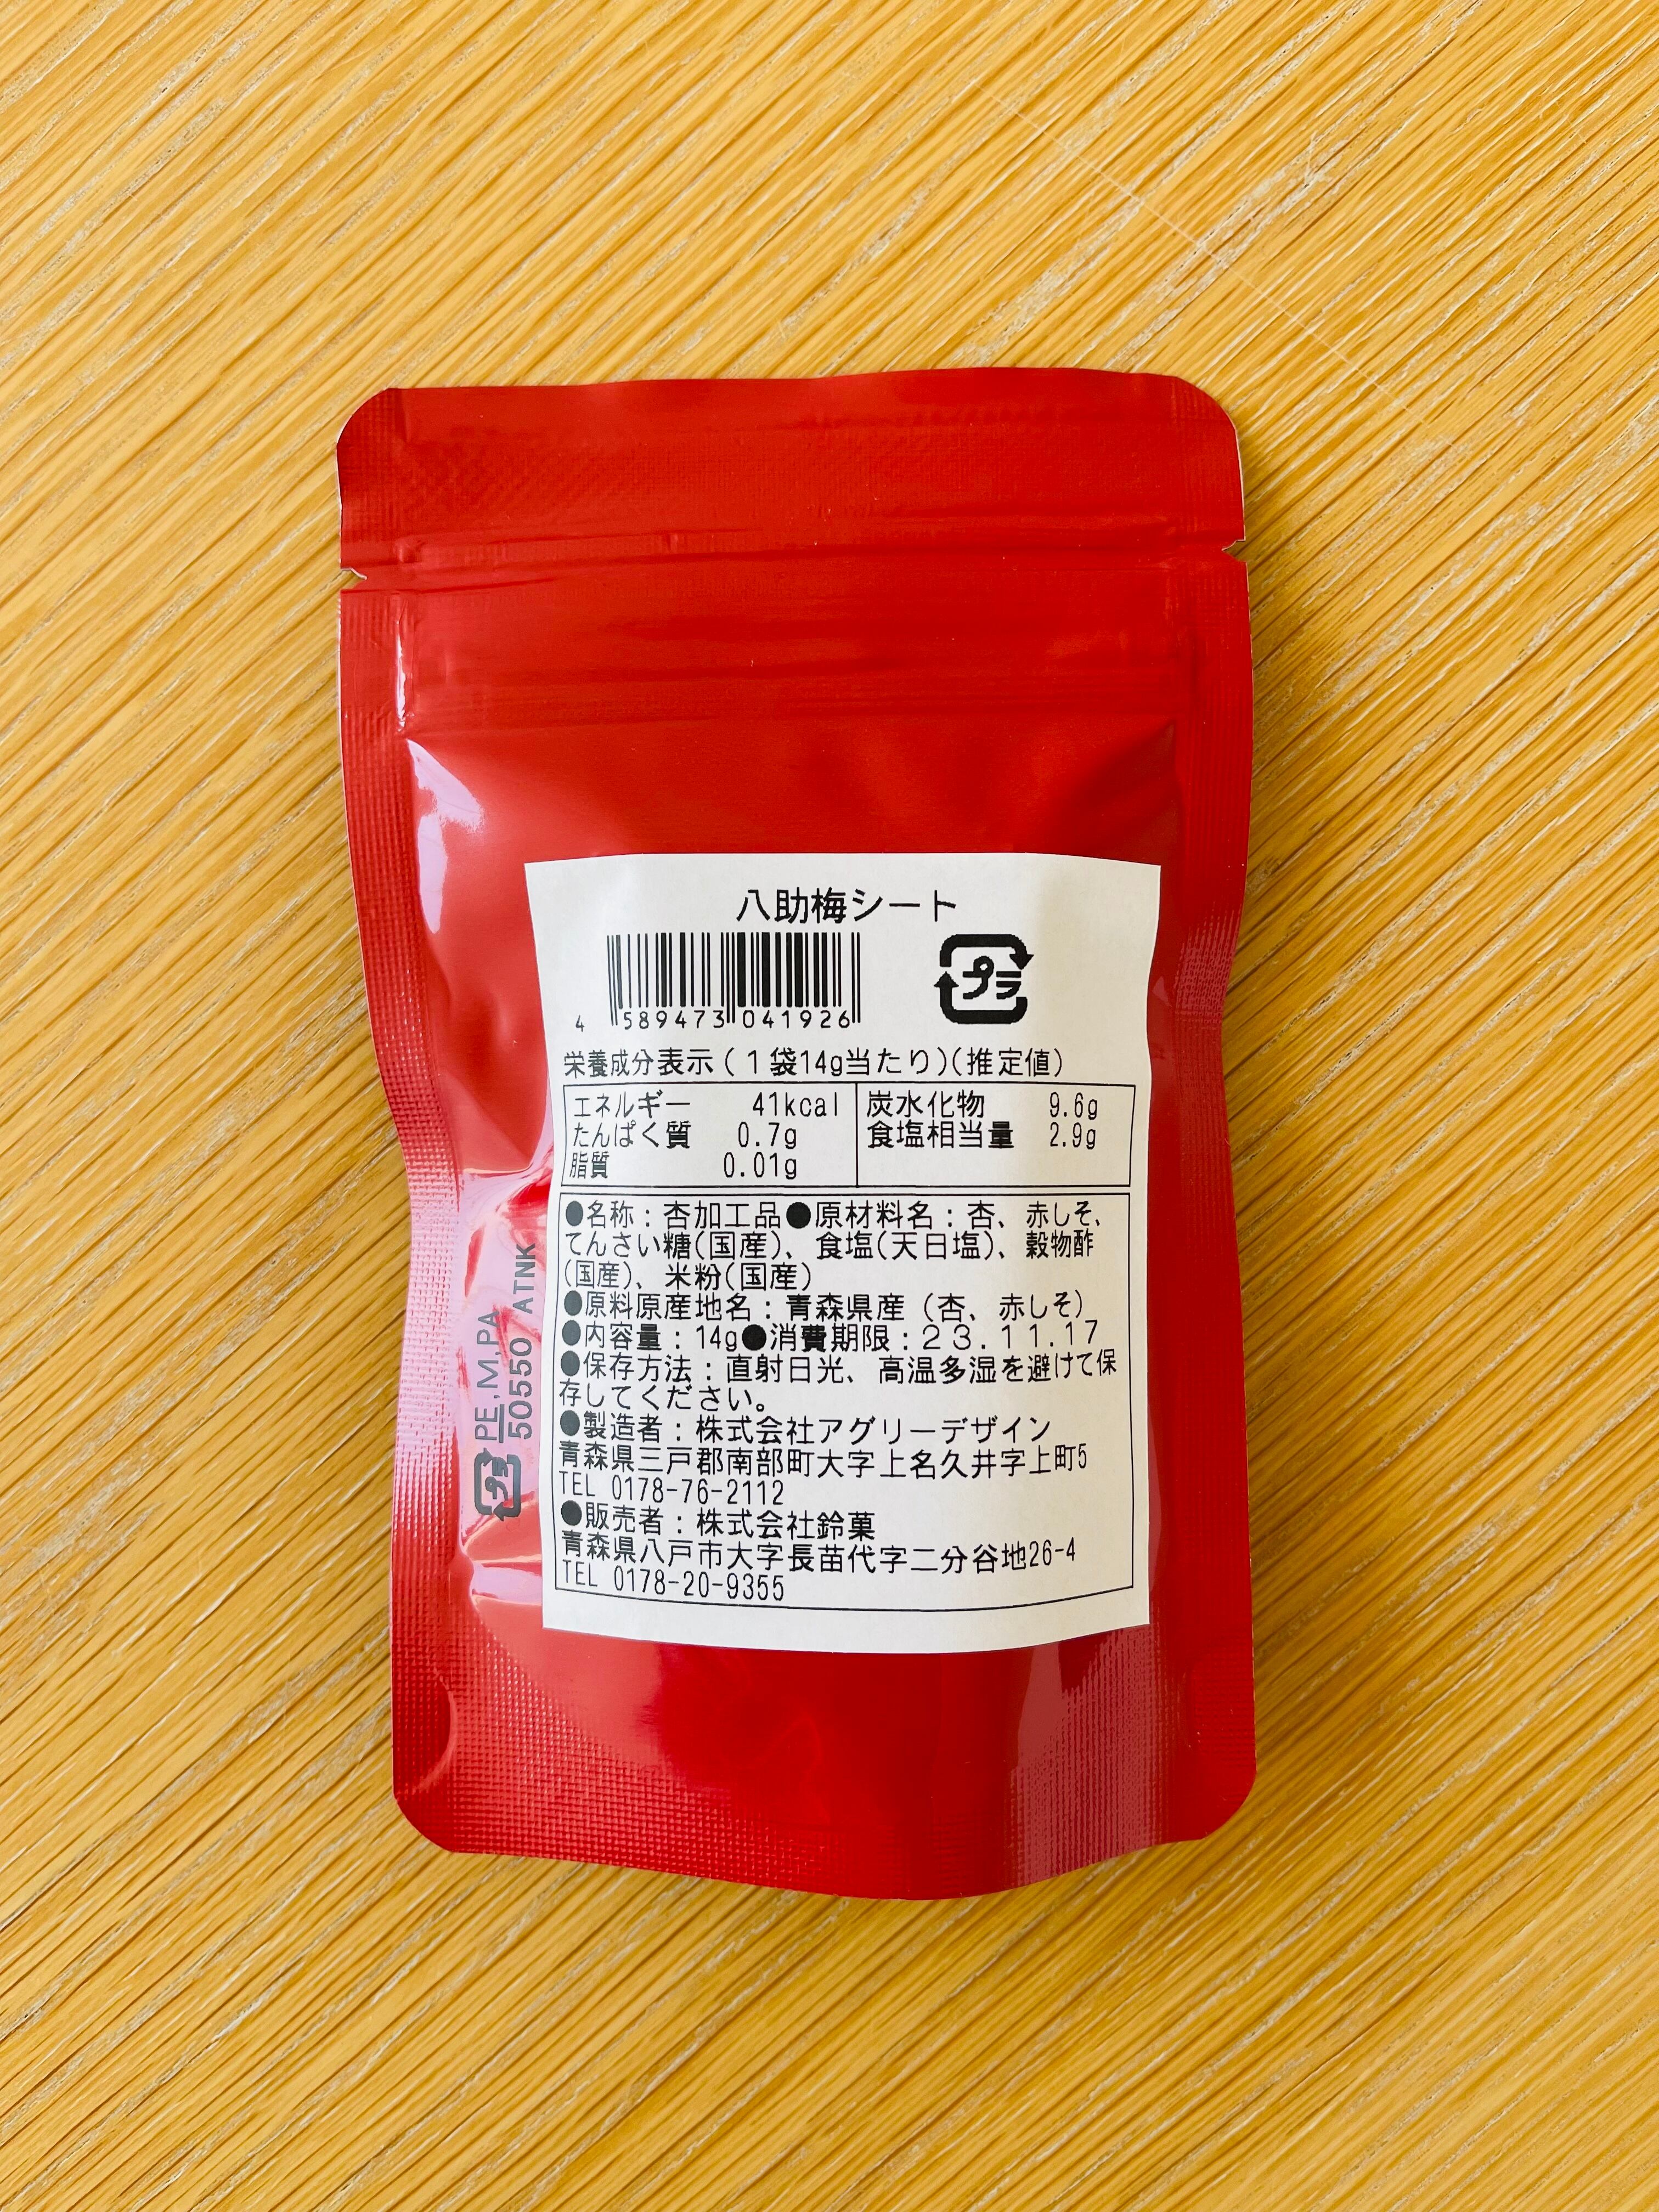 八助梅シート
プラ
4 589473 041926
栄養成分表示(1袋14g当たり)(推定値)
エネルギー 41kcal 炭水化物 9.6g
たんぱく質 0.7g 食塩相当量 2.9g
脂質 0.01g
●名称:杏加工品●原材料名:杏、赤しそ、
てんさい糖(国産)、食塩(天日塩)、穀物酢
(国産)、米粉(国産)
●原料原産地名:青森県産(杏、赤しそ)
●内容量:14g●消費期限:23.11.17
●保存方法:直射日光、高温多湿を避けて保
存してください。
●製造者:株式会社アグリーデザイン
青森県三戸郡南部町大字上名久井字上町5
TEL 0178-76-2112
●販売者:株式会社鈴菓
青森県八戸市大字長苗代字二分谷地26-4
TEL 0178-20-9355
プラ PE,M,PA
50550 ATNK